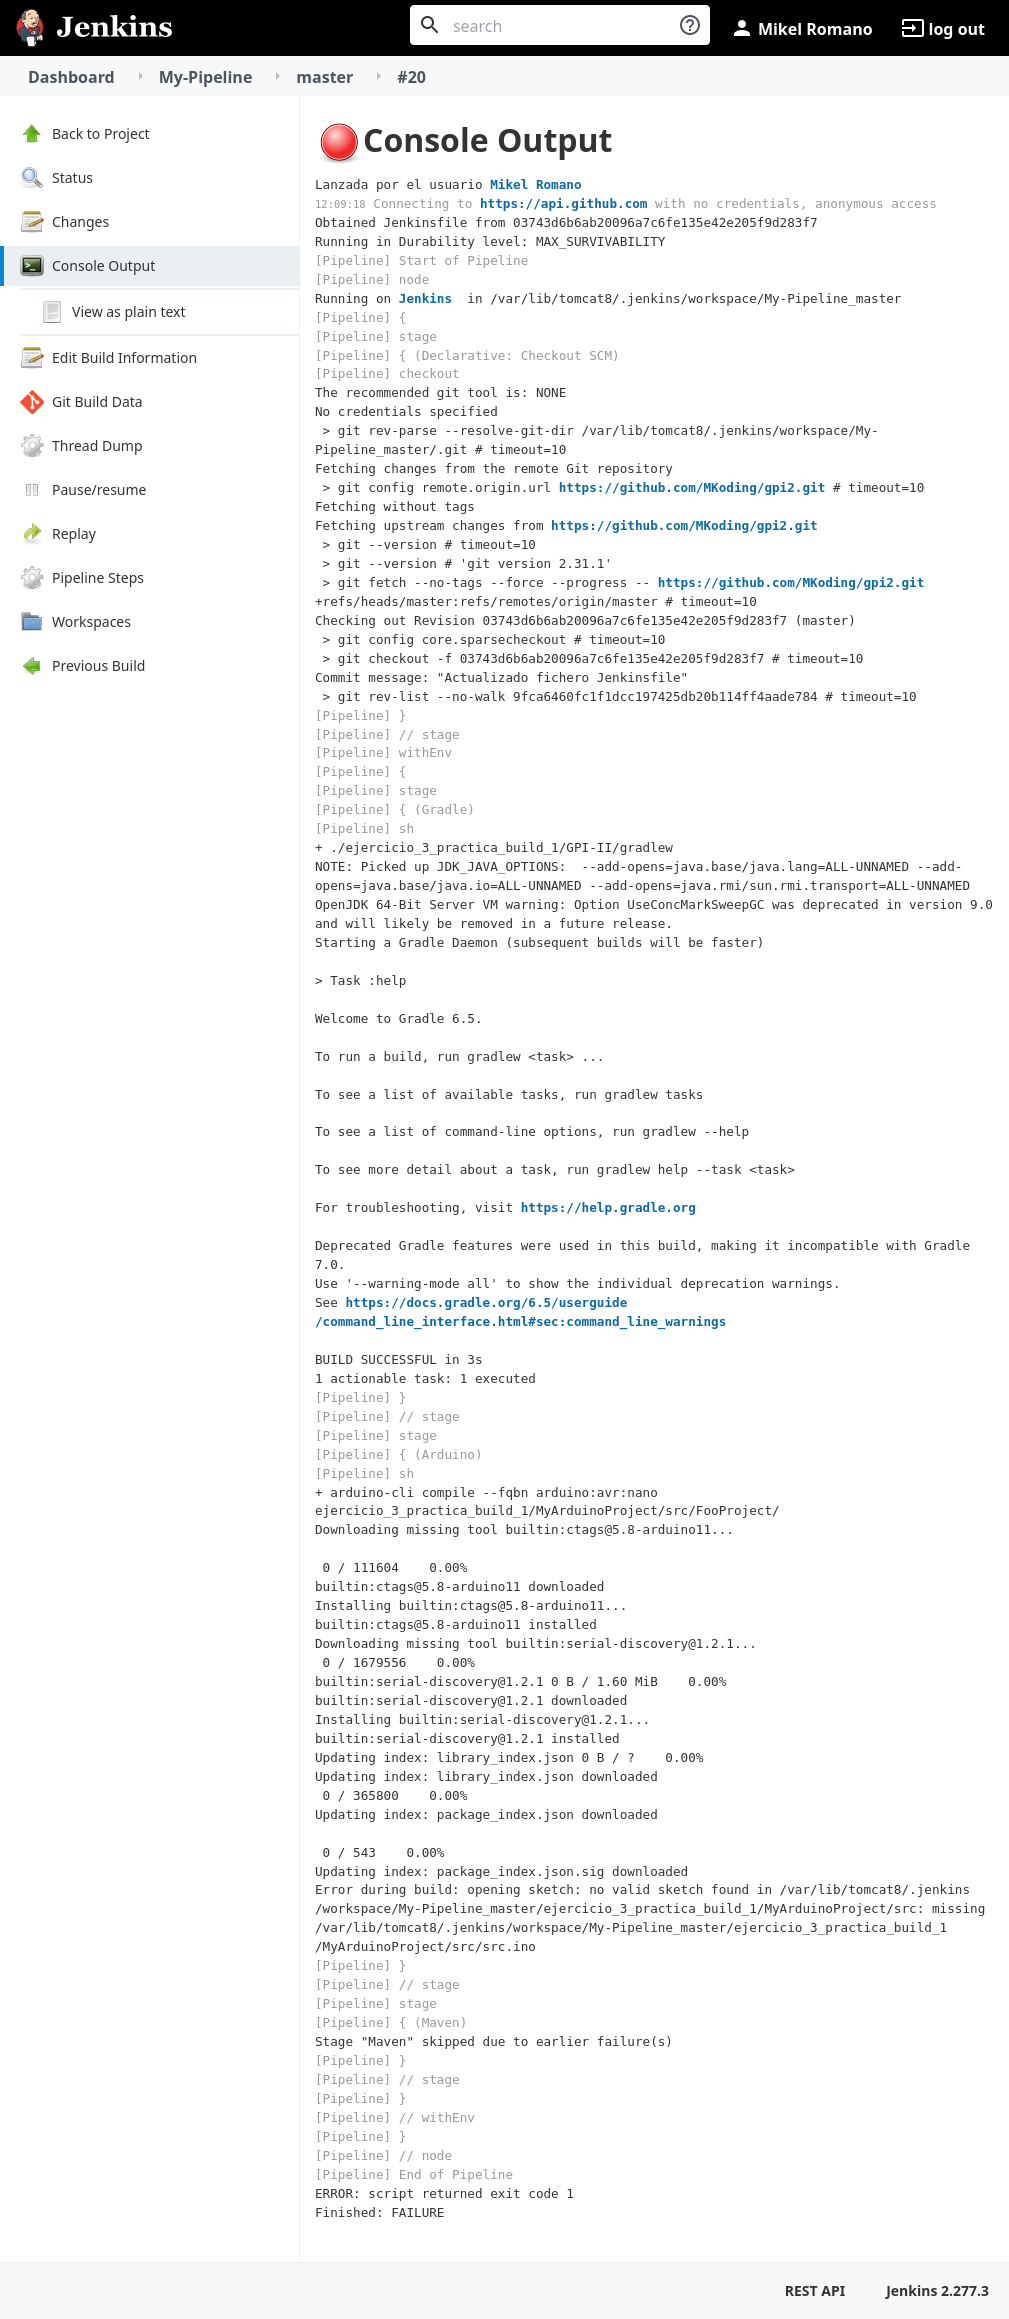 Jenkins
search
Mikel Romano
log out
Dashboard
My-Pipeline
master
#20
Back to Project
Status
Changes
Console Output
View as plain text
Edit Build Information
Git Build Data
Thread Dump
Pause/resume
Replay
Pipeline Steps
Workspaces
Previous Build
Console Output
Lanzada por el usuario Mikel Romano
12:09:18 Connecting to https://api.github.com with no credentials, anonymous access
Obtained Jenkinsfile from 03743d6b6ab20096a7c6fe135e42e205f9d283f7
Running in Durability level: MAX_SURVIVABILITY
[Pipeline] Start of Pipeline
[Pipeline] node
Running on Jenkins  in /var/lib/tomcat8/.jenkins/workspace/My-Pipeline_master
[Pipeline] {
[Pipeline] stage
[Pipeline] { (Declarative: Checkout SCM)
[Pipeline] checkout
The recommended git tool is: NONE
No credentials specified
 > git rev-parse --resolve-git-dir /var/lib/tomcat8/.jenkins/workspace/My-
Pipeline_master/.git # timeout=10
Fetching changes from the remote Git repository
 > git config remote.origin.url https://github.com/MKoding/gpi2.git # timeout=10
Fetching without tags
Fetching upstream changes from https://github.com/MKoding/gpi2.git
 > git --version # timeout=10
 > git --version # 'git version 2.31.1'
 > git fetch --no-tags --force --progress -- https://github.com/MKoding/gpi2.git
+refs/heads/master:refs/remotes/origin/master # timeout=10
Checking out Revision 03743d6b6ab20096a7c6fe135e42e205f9d283f7 (master)
 > git config core.sparsecheckout # timeout=10
 > git checkout -f 03743d6b6ab20096a7c6fe135e42e205f9d283f7 # timeout=10
Commit message: "Actualizado fichero Jenkinsfile"
 > git rev-list --no-walk 9fca6460fc1f1dcc197425db20b114ff4aade784 # timeout=10
[Pipeline] }
[Pipeline] // stage
[Pipeline] withEnv
[Pipeline] {
[Pipeline] stage
[Pipeline] { (Gradle)
[Pipeline] sh
+ ./ejercicio_3_practica_build_1/GPI-II/gradlew
NOTE: Picked up JDK_JAVA_OPTIONS:  --add-opens=java.base/java.lang=ALL-UNNAMED --add-
opens=java.base/java.io=ALL-UNNAMED --add-opens=java.rmi/sun.rmi.transport=ALL-UNNAMED
OpenJDK 64-Bit Server VM warning: Option UseConcMarkSweepGC was deprecated in version 9.0
and will likely be removed in a future release.
Starting a Gradle Daemon (subsequent builds will be faster)
> Task :help
Welcome to Gradle 6.5.
To run a build, run gradlew <task> ...
To see a list of available tasks, run gradlew tasks
To see a list of command-line options, run gradlew --help
To see more detail about a task, run gradlew help --task <task>
For troubleshooting, visit https://help.gradle.org
Deprecated Gradle features were used in this build, making it incompatible with Gradle
7.0.
Use '--warning-mode all' to show the individual deprecation warnings.
See https://docs.gradle.org/6.5/userguide
/command_line_interface.html#sec:command_line_warnings
BUILD SUCCESSFUL in 3s
1 actionable task: 1 executed
[Pipeline] }
[Pipeline] // stage
[Pipeline] stage
[Pipeline] { (Arduino)
[Pipeline] sh
+ arduino-cli compile --fqbn arduino:avr:nano
ejercicio_3_practica_build_1/MyArduinoProject/src/FooProject/
Downloading missing tool builtin:ctags@5.8-arduino11...
 0 / 111604    0.00%
builtin:ctags@5.8-arduino11 downloaded
Installing builtin:ctags@5.8-arduino11...
builtin:ctags@5.8-arduino11 installed
Downloading missing tool builtin:serial-discovery@1.2.1...
 0 / 1679556    0.00%
builtin:serial-discovery@1.2.1 0 B / 1.60 MiB    0.00%
builtin:serial-discovery@1.2.1 downloaded
Installing builtin:serial-discovery@1.2.1...
builtin:serial-discovery@1.2.1 installed
Updating index: library_index.json 0 B / ?    0.00%
Updating index: library_index.json downloaded
 0 / 365800    0.00%
Updating index: package_index.json downloaded
 0 / 543    0.00%
Updating index: package_index.json.sig downloaded
Error during build: opening sketch: no valid sketch found in /var/lib/tomcat8/.jenkins
/workspace/My-Pipeline_master/ejercicio_3_practica_build_1/MyArduinoProject/src: missing
/var/lib/tomcat8/.jenkins/workspace/My-Pipeline_master/ejercicio_3_practica_build_1
/MyArduinoProject/src/src.ino
[Pipeline] }
[Pipeline] // stage
[Pipeline] stage
[Pipeline] { (Maven)
Stage "Maven" skipped due to earlier failure(s)
[Pipeline] }
[Pipeline] // stage
[Pipeline] }
[Pipeline] // withEnv
[Pipeline] }
[Pipeline] // node
[Pipeline] End of Pipeline
ERROR: script returned exit code 1
Finished: FAILURE
REST API
Jenkins 2.277.3